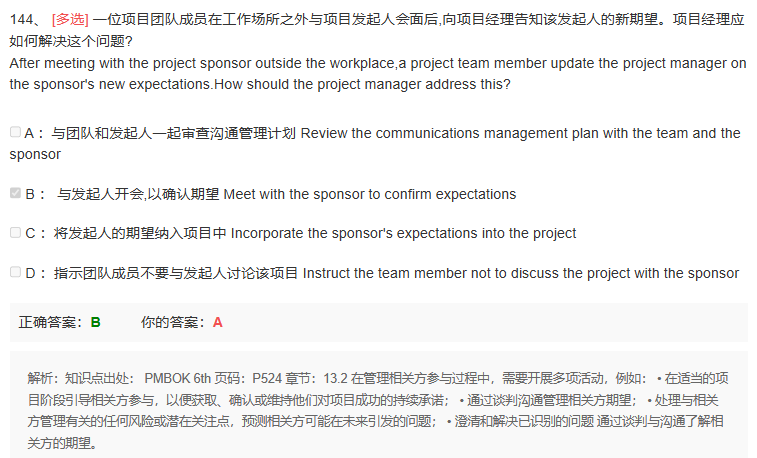 144、 [多选] 一位项目团队成员在工作场所之外与项目发起人会面后,向项目经理告知该发起人的新期望。项目经理应
如何解决这个问题?
After meeting with the project sponsor outside the workplace,a project team member update the project manager on
the sponsor's new expectations.How should the project manager address this?
A： 与团队和发起人一起审查沟通管理计划 Review the communications management plan with the team and the
sponsor
B： 与发起人开会,以确认期望 Meet with the sponsor to confirm expectations
C： 将发起人的期望纳入项目中 Incorporate the sponsor's expectations into the project
D： 指示团队成员不要与发起人讨论该项目 Instruct the team member not to discuss the project with the sponsor
正确答案：B 你的答案：A
解析：知识点出处： PMBOK 6th 页码：P524 章节：13.2 在管理相关方参与过程中，需要开展多项活动，例如： • 在适当的项
目阶段引导相关方参与，以便获取、确认或维持他们对项目成功的持续承诺； • 通过谈判沟通管理相关方期望； • 处理与相关
方管理有关的任何风险或潜在关注点，预测相关方可能在未来引发的问题； • 澄清和解决已识别的问题 通过谈判与沟通了解相
关方的期望。